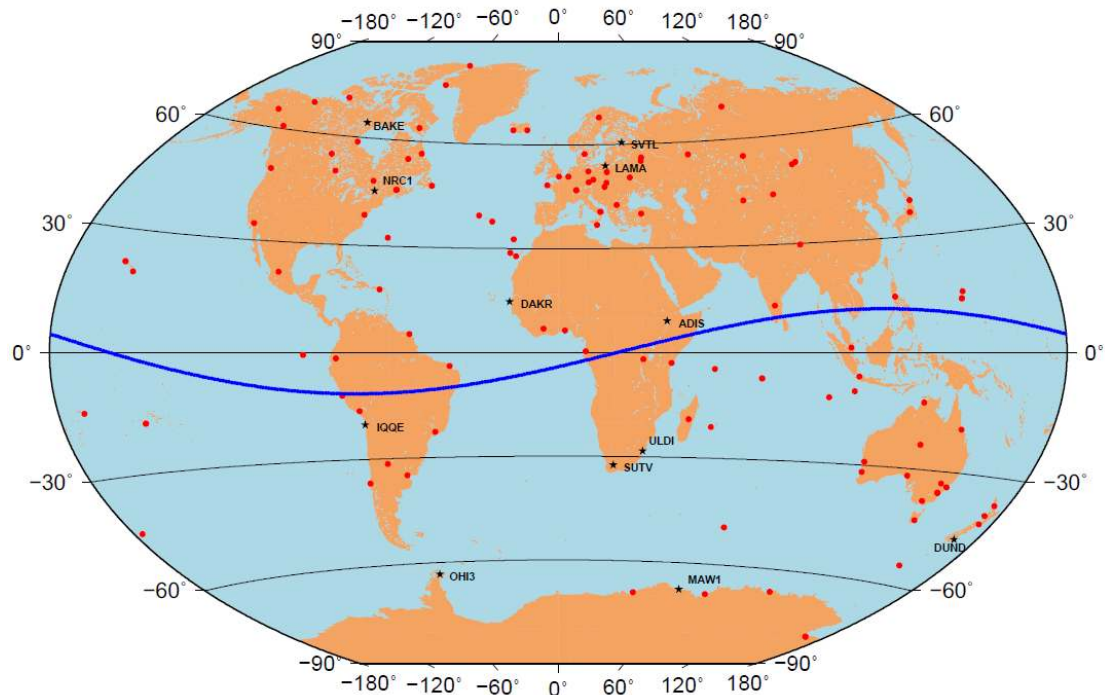 −180° −120° −60° 0° 60° 120° 180°
90° 90°
60° 60°
BAKE
SVTL
LAMA
NRC1
30° 30°
DAKR
ADIS
0° 0°
IQQE
ULDI
SUTV
−30° −30°
DUND
OHI3
MAW1
−60° −60°
−90° −90°
−180° −120° −60° 0° 60° 120° 180°